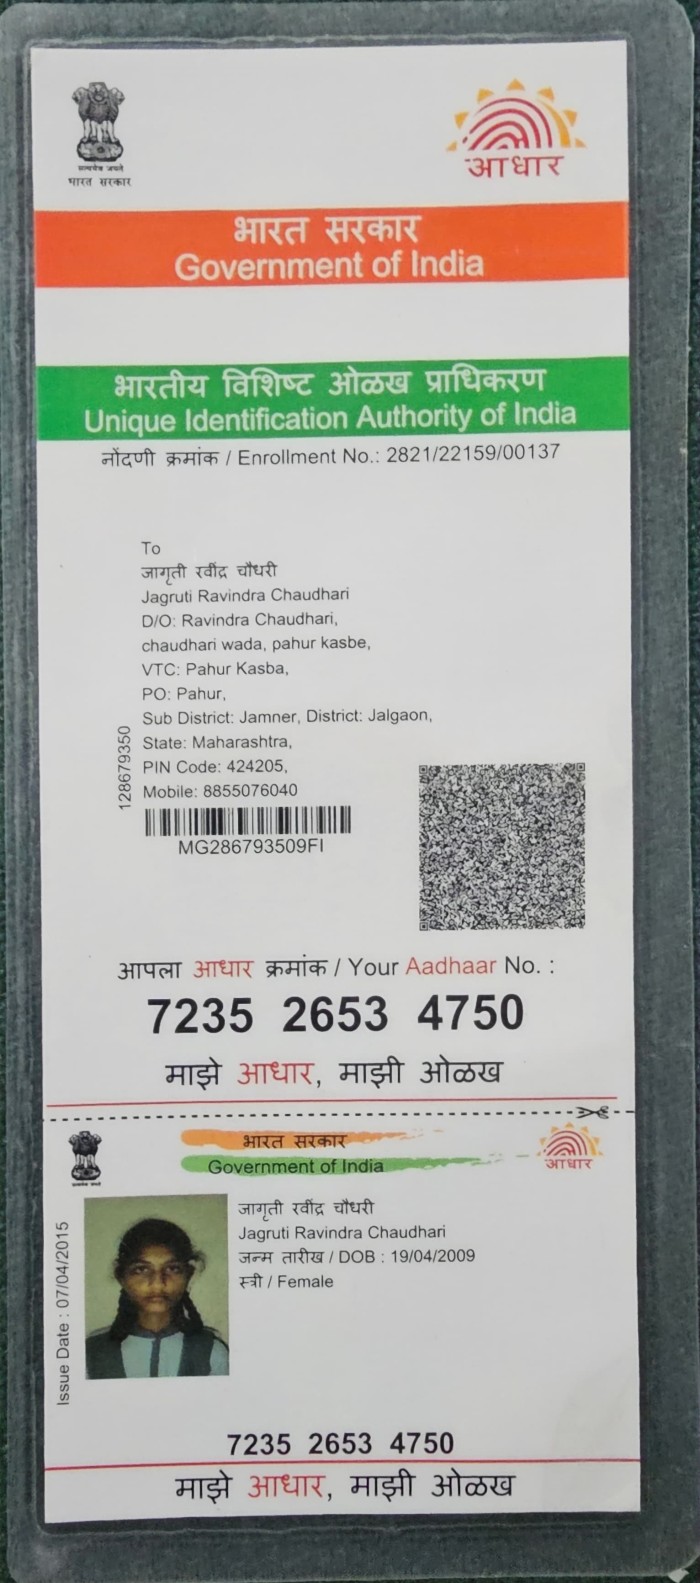 सत्यमेव जयते
भारत सरकार
आधार
भारत सरकार
Government of India
भारतीय विशिष्ट ओळख प्राधिकरण
Unique Identification Authority of India
नोंदणी क्रमांक / Enrollment No.: 2821/22159/00137
To
जागृती रवींद्र चौधरी
Jagruti Ravindra Chaudhari
D/O: Ravindra Chaudhari,
chaudhari wada, pahur kasbe,
VTC: Pahur Kasba,
PO: Pahur,
Sub District: Jamner, District: Jalgaon,
State: Maharashtra,
PIN Code: 424205,
Mobile: 8855076040
128679350
MG286793509FI
आपला आधार क्रमांक / Your Aadhaar No. :
7235 2653 4750
माझे आधार, माझी ओळख
भारत सरकार
Government of India
आधार
जागृती रवींद्र चौधरी
Jagruti Ravindra Chaudhari
जन्म तारीख / DOB : 19/04/2009
स्त्री / Female
Issue Date : 07/04/2015
7235 2653 4750
माझे आधार, माझी ओळख